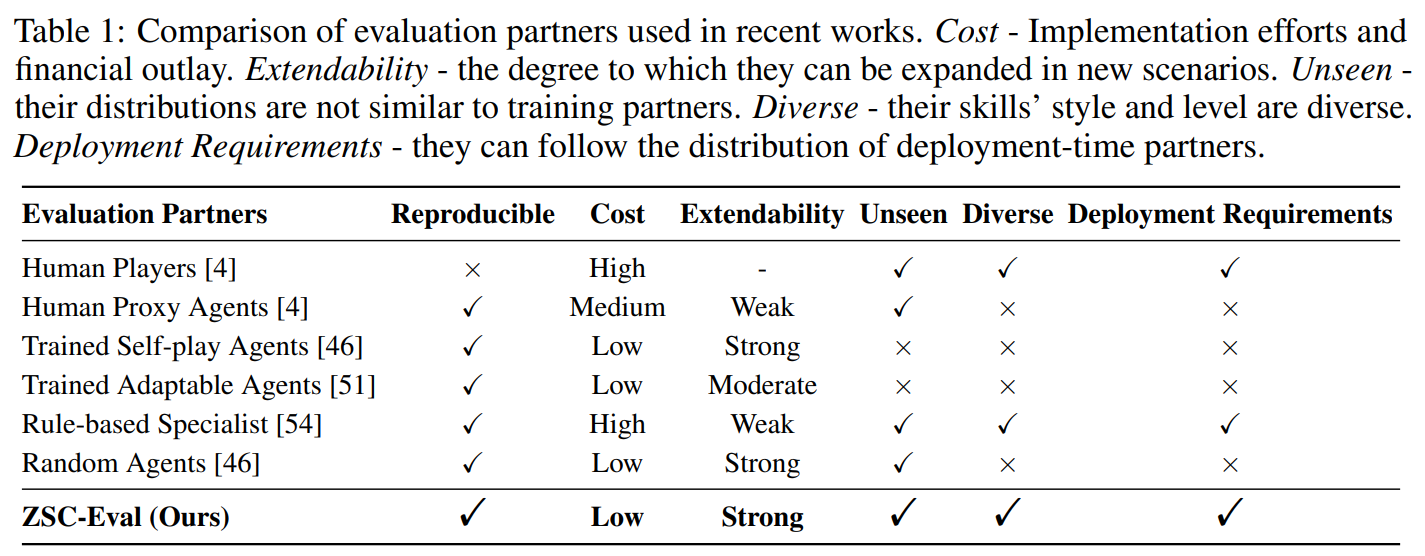 Table 1: Comparison of evaluation partners used in recent works. Cost - Implementation efforts and
financial outlay. Extendability - the degree to which they can be expanded in new scenarios. Unseen -
their distributions are not similar to training partners. Diverse - their skills’ style and level are diverse.
Deployment Requirements - they can follow the distribution of deployment-time partners.
Evaluation Partners Reproducible Cost Extendability Unseen Diverse Deployment Requirements
Human Players [4] × High - ✓ ✓ ✓
Human Proxy Agents [4] ✓ Medium Weak ✓ × ×
Trained Self-play Agents [46] ✓ Low Strong × × ×
Trained Adaptable Agents [51] ✓ Low Moderate × × ×
Rule-based Specialist [54] ✓ High Weak ✓ ✓ ✓
Random Agents [46] ✓ Low Strong ✓ × ×
ZSC-Eval (Ours) ✓ Low Strong ✓ ✓ ✓